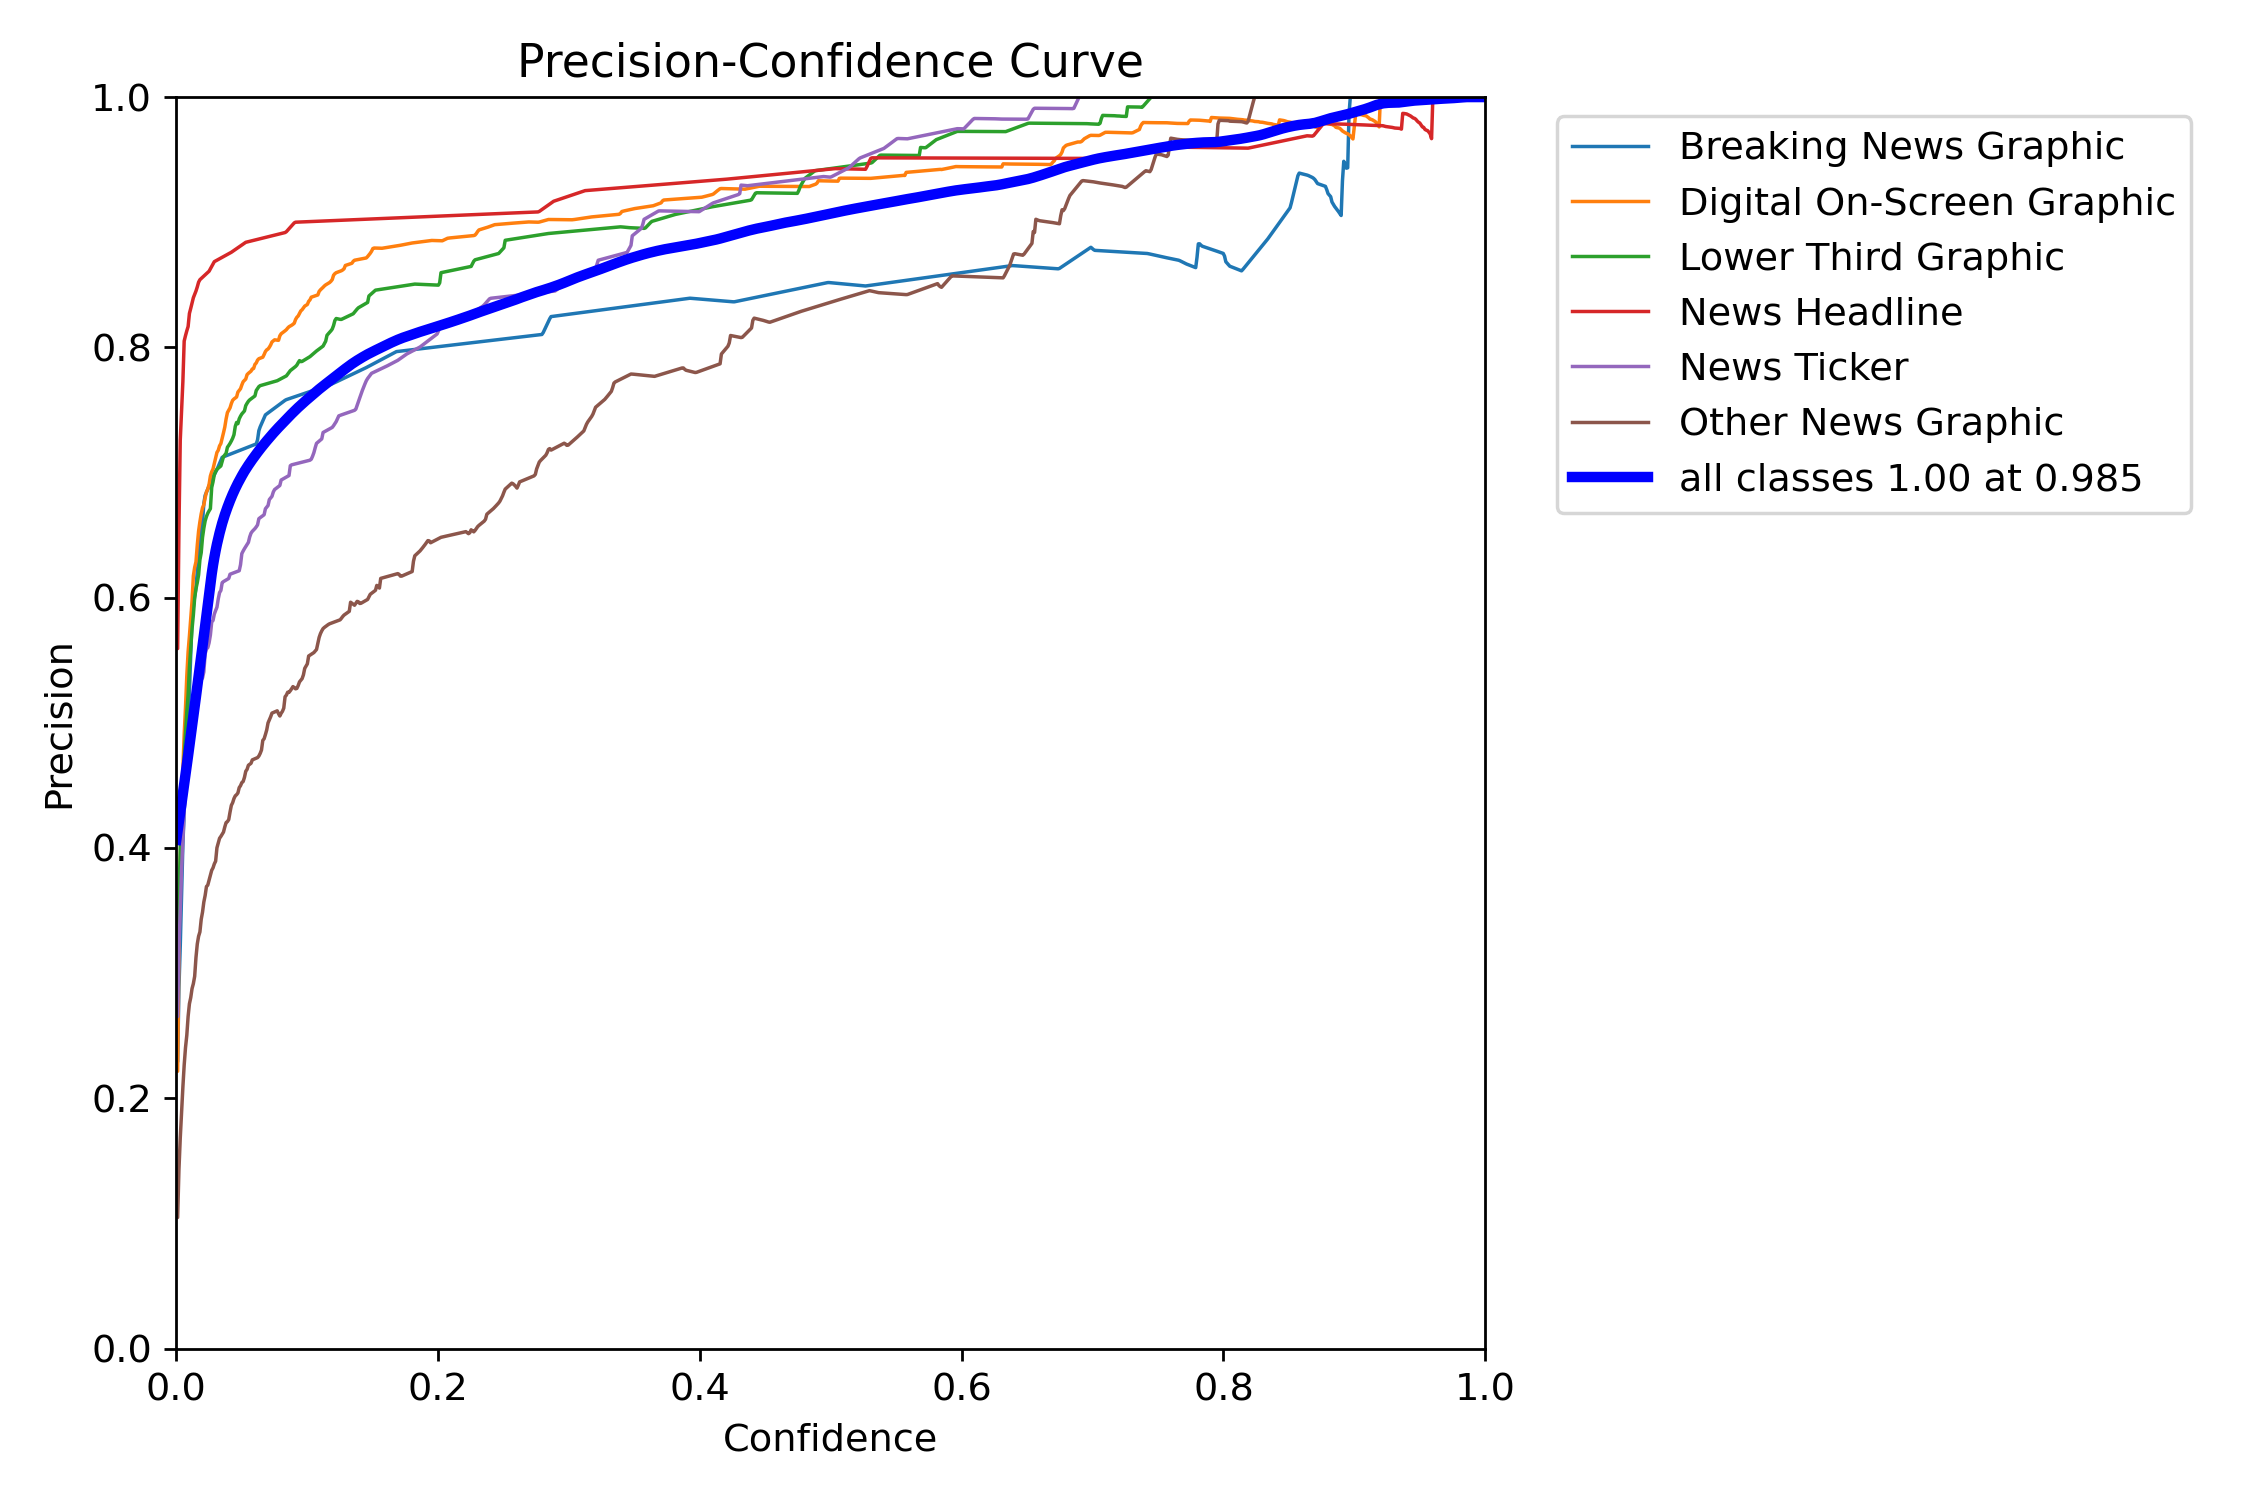 Precision-Confidence Curve
1.0
0.8
0.6
0.4
0.2
0.0
Precision
0.0 0.2 0.4 0.6 0.8 1.0
Confidence
Breaking News Graphic
Digital On-Screen Graphic
Lower Third Graphic
News Headline
News Ticker
Other News Graphic
all classes 1.00 at 0.985